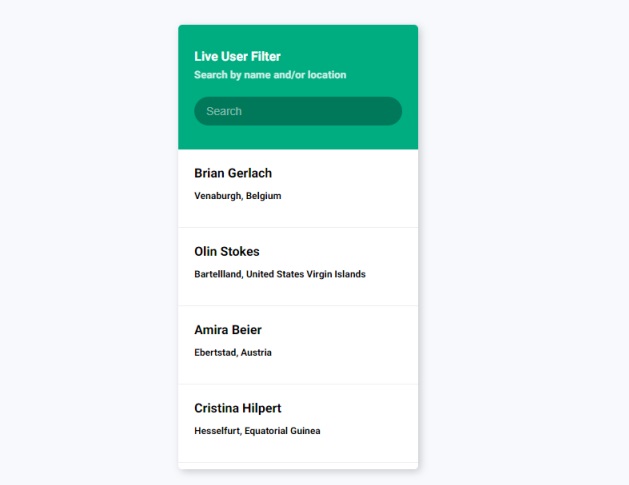 Live User Filter
Search by name and/or location
Search
Brian Gerlach
Venaburgh, Belgium
Olin Stokes
Bartellland, United States Virgin Islands
Amira Beier
Ebertstad, Austria
Cristina Hilpert
Hesselfurt, Equatorial Guinea